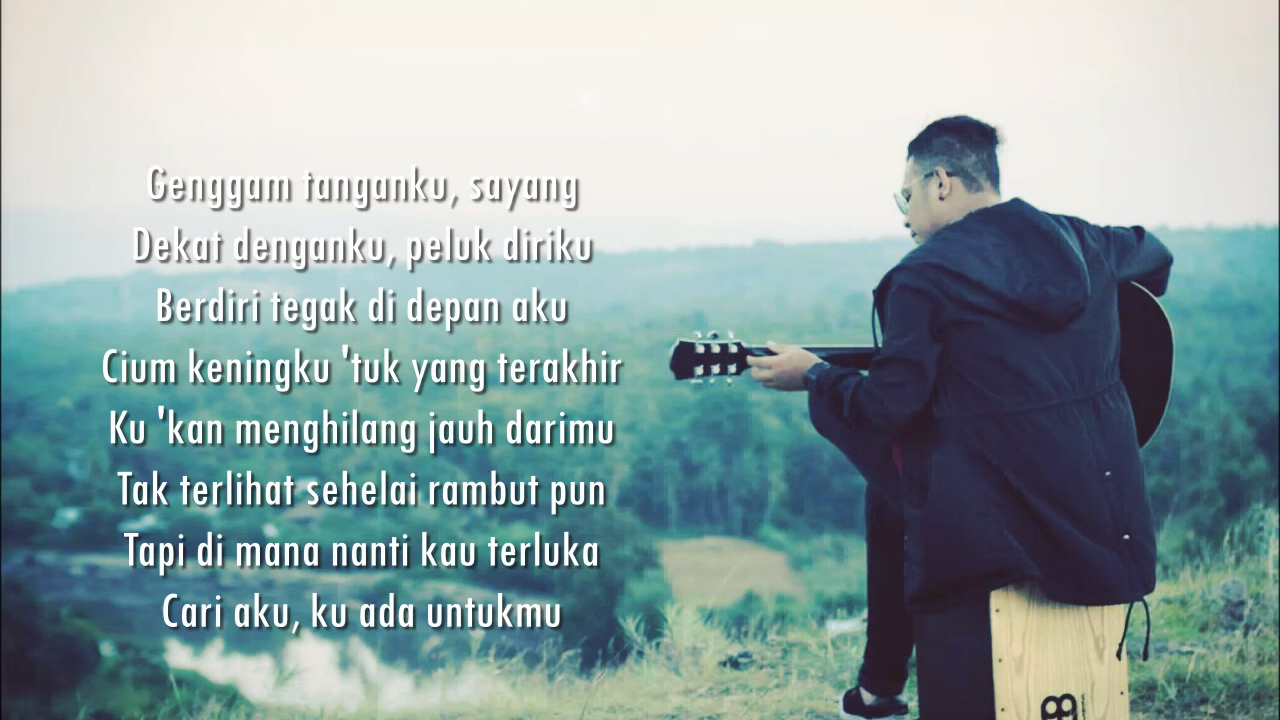 Genggam tanganku, sayang
Dekat denganku, peluk diriku
Berdiri tegak di depan aku
Cium keningku 'tuk yang terakhir
Ku 'kan menghilang jauh darimu
Tak terlihat sehelai rambut pun
Tapi di mana nanti kau terluka
Cari aku, ku ada untukmu